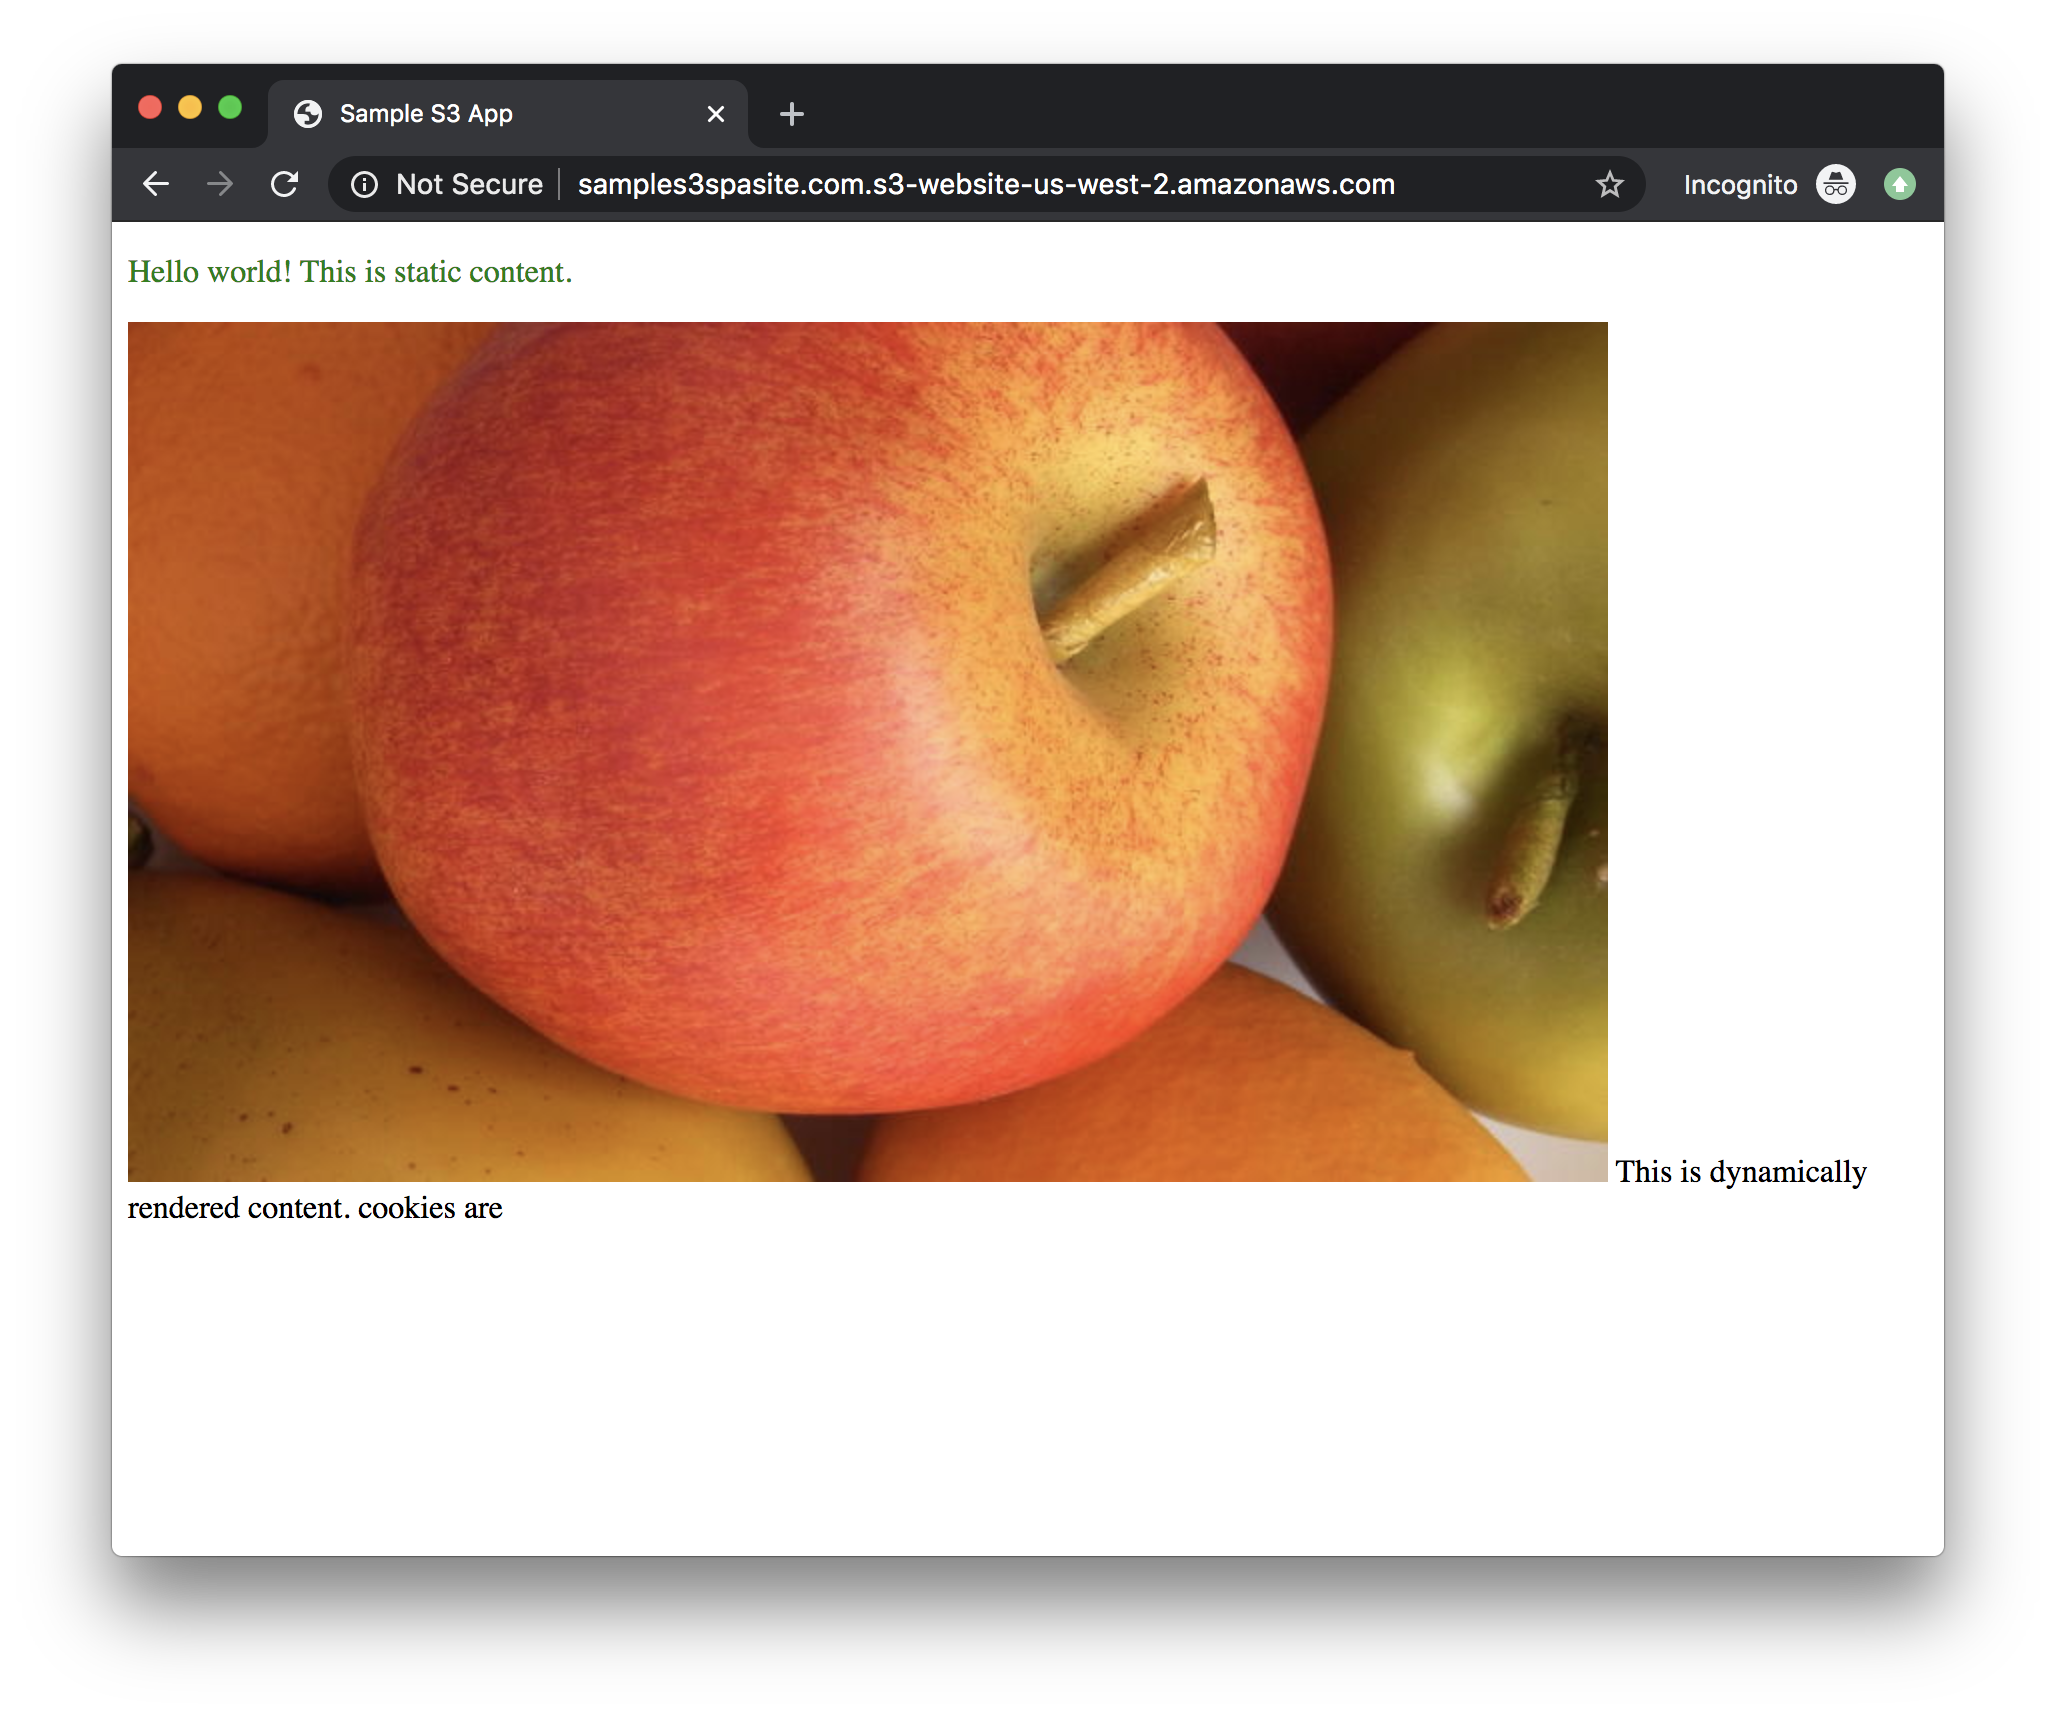 Sample S3 App
Not Secure samples3spasite.com.s3-website-us-west-2.amazonaws.com Incognito
Hello world! This is static content.
This is dynamically
rendered content. cookies are